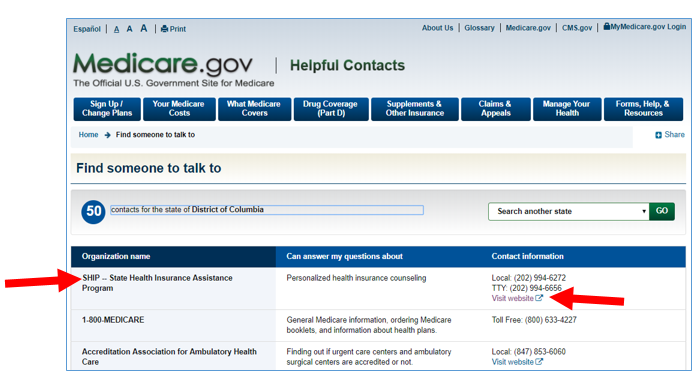 Español | A A A | Print
About Us | Glossary | Medicare.gov | CMS.gov | MyMedicare.gov Login
Medicare.gov | Helpful Contacts
The Official U.S. Government Site for Medicare
Sign Up / Change Plans
Your Medicare Costs
What Medicare Covers
Drug Coverage (Part D)
Supplements & Other Insurance
Claims & Appeals
Manage Your Health
Forms, Help, & Resources
Home → Find someone to talk to
Share
Find someone to talk to
50 contacts for the state of District of Columbia
Search another state
GO
Organization name
Can answer my questions about
Contact information
SHIP -- State Health Insurance Assistance
Program
Personalized health insurance counseling
Local: (202) 994-6272
TTY: (202) 994-6656
Visit website
1-800-MEDICARE
General Medicare information, ordering Medicare
booklets, and information about health plans.
Toll Free: (800) 633-4227
Accreditation Association for Ambulatory Health
Care
Finding out if urgent care centers and ambulatory
surgical centers are accredited or not.
Local: (847) 853-6060
Visit website